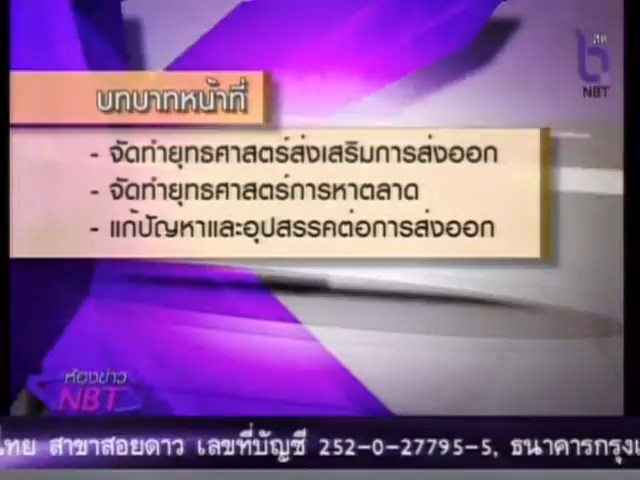 สด
NBT
บทบาทหน้าที่
- จัดทำยุทธศาสตร์ส่งเสริมการส่งออก
- จัดทำยุทธศาสตร์การหาตลาด
- แก้ปัญหาและอุปสรรคต่อการส่งออก
ห้องข่าว
NBT
ไทย สาขาสอยดาว เลขที่บัญชี 252-0-27795-5, ธนาคารกรุงเ